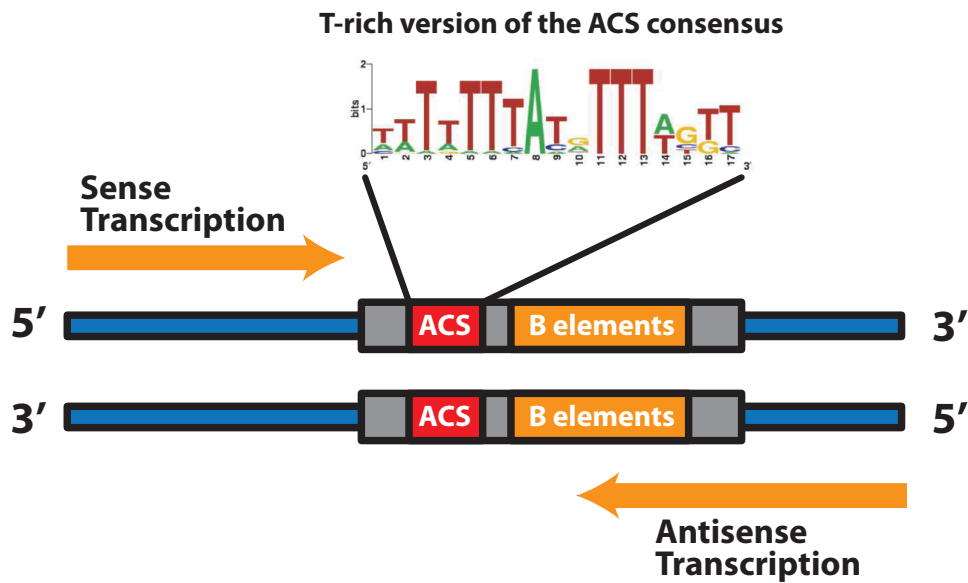 T-rich version of the ACS consensus
2
bits
1
0
T T T T T T T A T G T T T A G T T
A A A A A A C C A T C G C
C
5′ 1 2 3 4 5 6 7 8 9 10 11 12 13 14 15 16 17 3′
Sense
Transcription
5′ ACS B elements 3′
3′ ACS B elements 5′
Antisense
Transcription